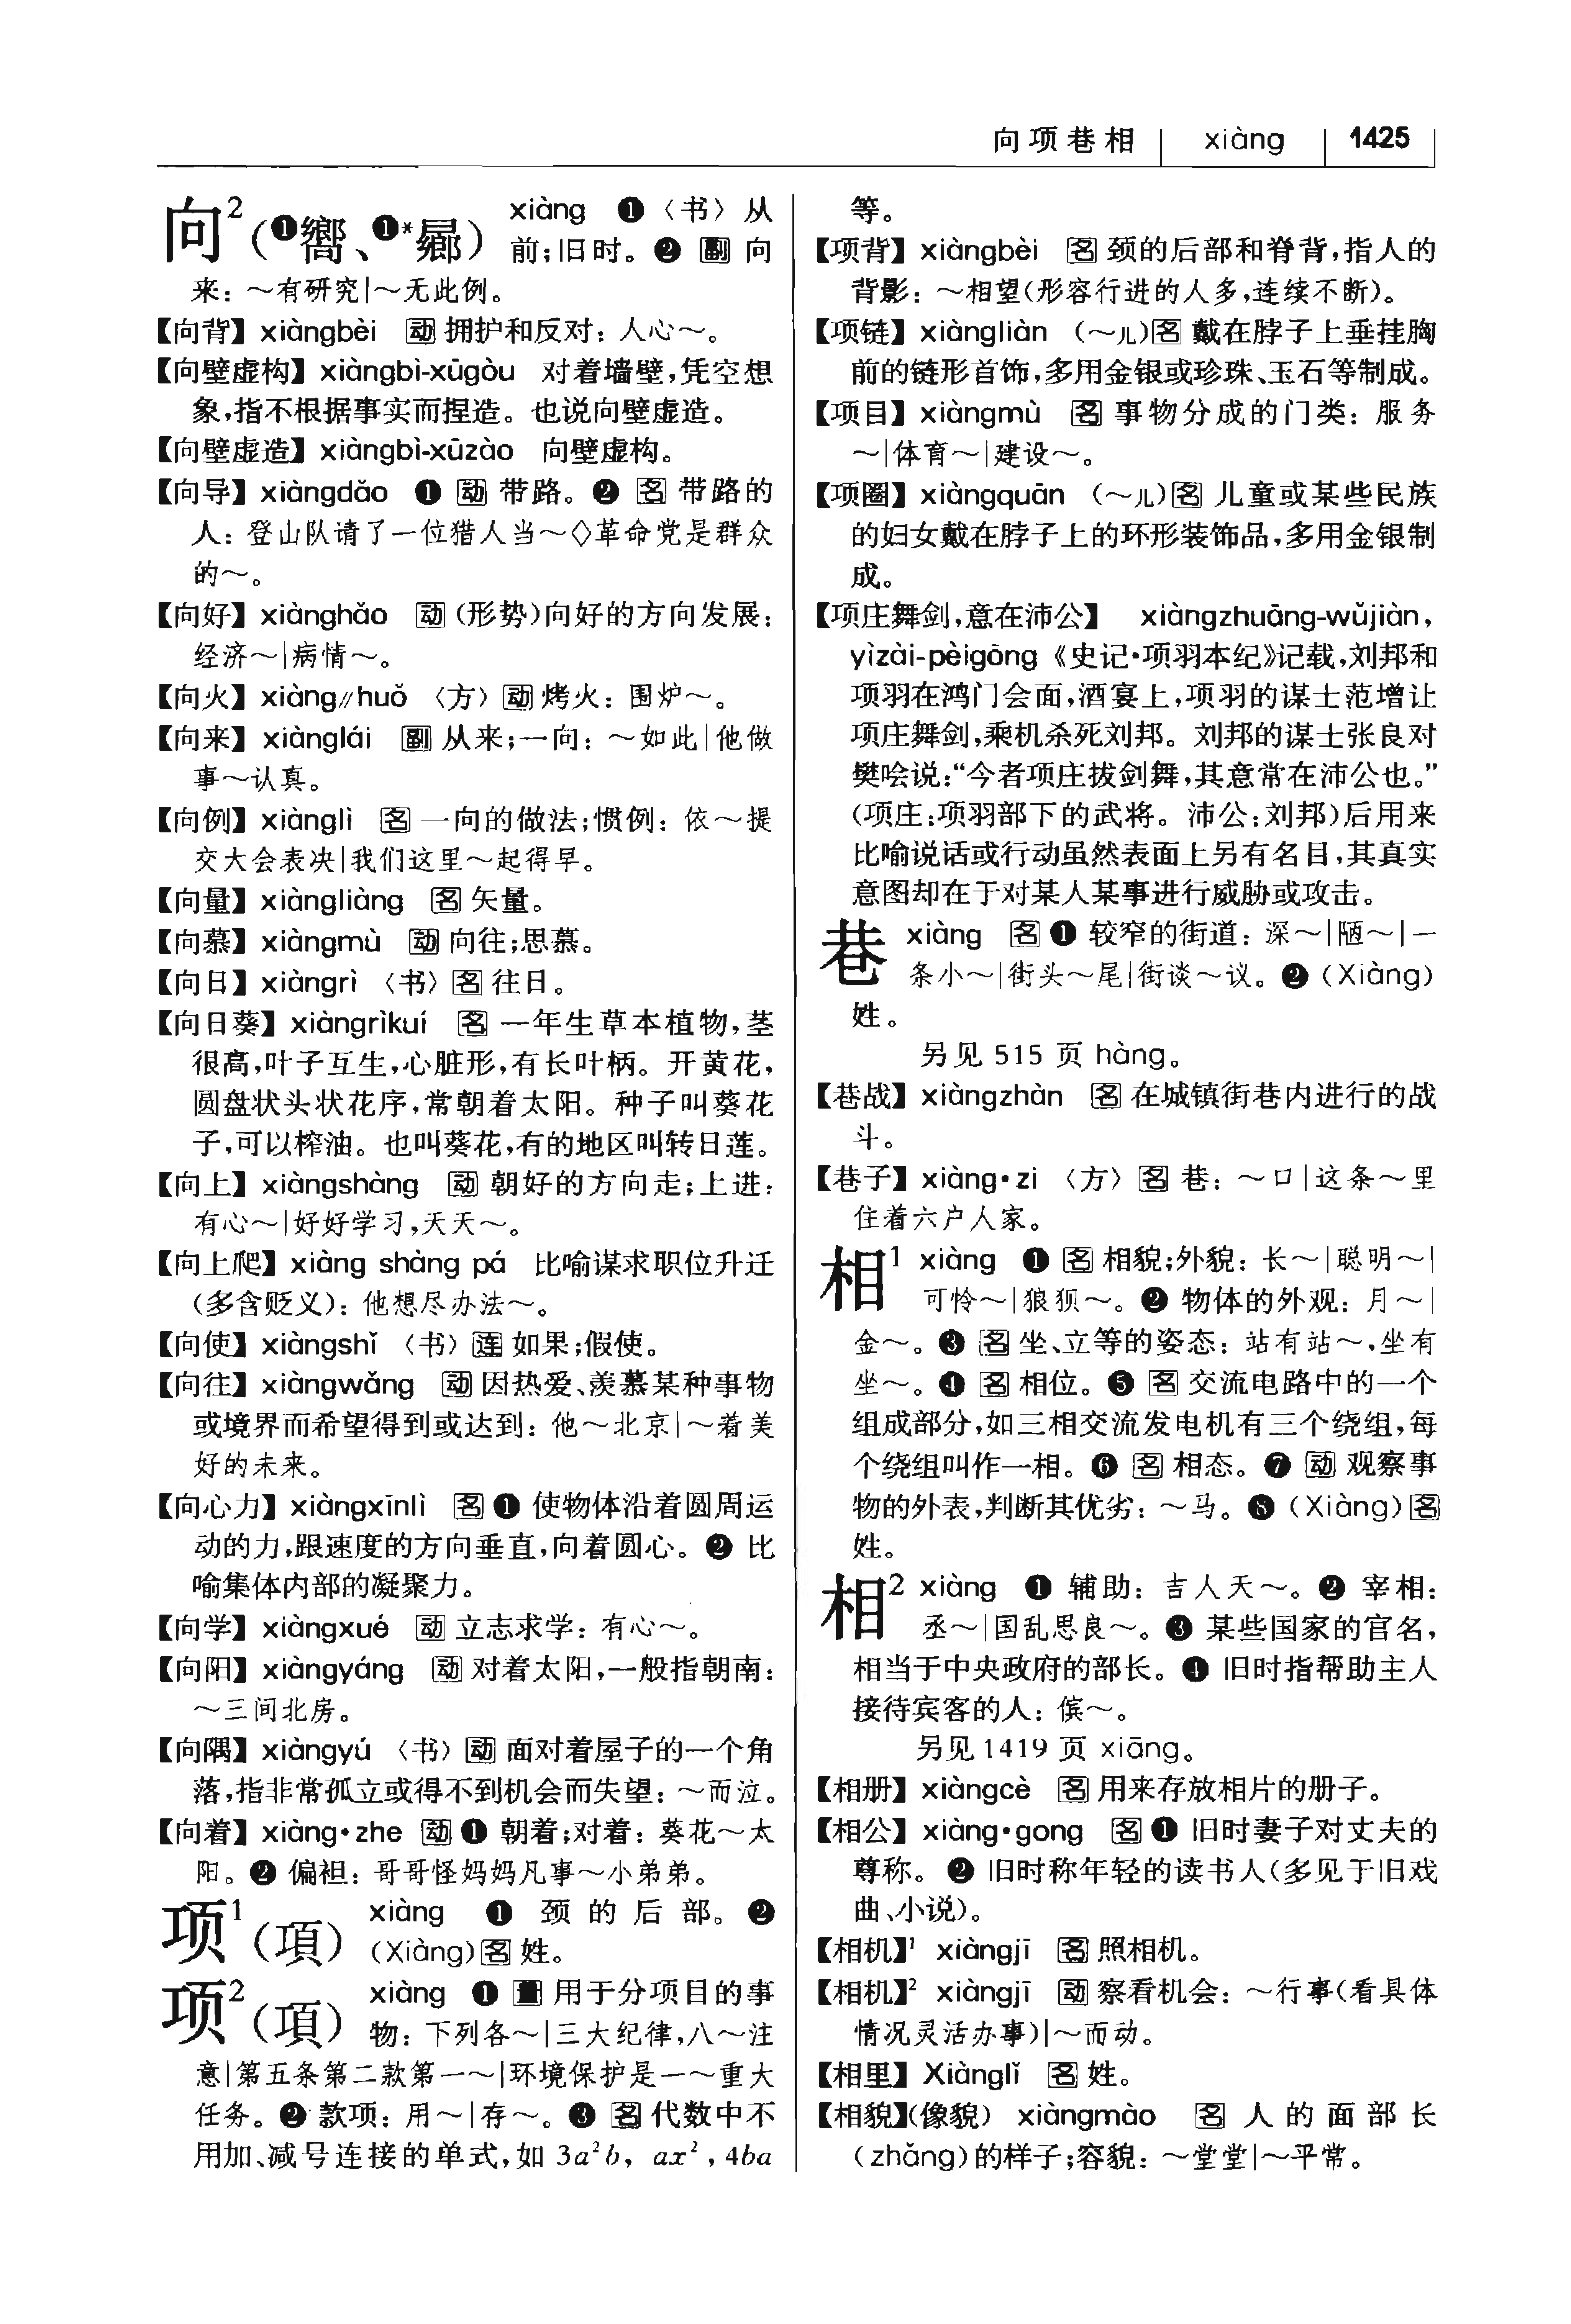 向项巷相 | xiàng | 1425
向²(❶嚮、❶*曏) xiàng ❶〈书〉从
前;旧时。❷ 副 向
来:~有研究|~无此例。
【向背】xiàngbèi 动 拥护和反对:人心~。
【向壁虚构】xiàngbì-xūgòu 对着墙壁,凭空想
象,指不根据事实而捏造。也说向壁虚造。
【向壁虚造】xiàngbì-xūzào 向壁虚构。
【向导】xiàngdǎo ❶ 动 带路。❷ 名 带路的
人:登山队请了一位猎人当~◇革命党是群众
的~。
【向好】xiànghǎo 动 (形势)向好的方向发展:
经济~|病情~。
【向火】xiàng∥huǒ 〈方〉动 烤火:围炉~。
【向来】xiànglái 副 从来;一向:~如此|他做
事~认真。
【向例】xiànglì 名 一向的做法;惯例:依~提
交大会表决|我们这里~起得早。
【向量】xiàngliàng 名 矢量。
【向慕】xiàngmù 动 向往;思慕。
【向日】xiàngrì 〈书〉名 往日。
【向日葵】xiàngrìkuí 名 一年生草本植物,茎
很高,叶子互生,心脏形,有长叶柄。开黄花,
圆盘状头状花序,常朝着太阳。种子叫葵花
子,可以榨油。也叫葵花,有的地区叫转日莲。
【向上】xiàngshàng 动 朝好的方向走;上进:
有心~|好好学习,天天~。
【向上爬】xiàng shàng pá 比喻谋求职位升迁
(多含贬义):他想尽办法~。
【向使】xiàngshǐ 〈书〉连 如果;假使。
【向往】xiàngwǎng 动 因热爱、羡慕某种事物
或境界而希望得到或达到:他~北京|~着美
好的未来。
【向心力】xiàngxīnlì 名 ❶ 使物体沿着圆周运
动的力,跟速度的方向垂直,向着圆心。❷ 比
喻集体内部的凝聚力。
【向学】xiàngxué 动 立志求学:有心~。
【向阳】xiàngyáng 动 对着太阳,一般指朝南:
~三间北房。
【向隅】xiàngyú 〈书〉动 面对着屋子的一个角
落,指非常孤立或得不到机会而失望:~而泣。
【向着】xiàng•zhe 动 ❶ 朝着;对着:葵花~太
阳。❷ 偏袒:哥哥怪妈妈凡事~小弟弟。
项¹(項) xiàng ❶ 颈的后部。❷
(Xiàng)名 姓。
项²(項) xiàng ❶ 量 用于分项目的事
物:下列各~|三大纪律,八~注
意|第五条第二款第一~|环境保护是一~重大
任务。❷ 款项:用~|存~。❸ 名 代数中不
用加、减号连接的单式,如 3a²b, ax², 4ba
等。
【项背】xiàngbèi 名 颈的后部和脊背,指人的
背影:~相望(形容行进的人多,连续不断)。
【项链】xiàngliàn (~儿)名 戴在脖子上垂挂胸
前的链形首饰,多用金银或珍珠、玉石等制成。
【项目】xiàngmù 名 事物分成的门类:服务
~|体育~|建设~。
【项圈】xiàngquān (~儿)名 儿童或某些民族
的妇女戴在脖子上的环形装饰品,多用金银制
成。
【项庄舞剑,意在沛公】 xiàngzhuāng-wǔjiàn,
yìzài-pèigōng《史记·项羽本纪》记载,刘邦和
项羽在鸿门会面,酒宴上,项羽的谋士范增让
项庄舞剑,乘机杀死刘邦。刘邦的谋士张良对
樊哙说:“今者项庄拔剑舞,其意常在沛公也。”
(项庄:项羽部下的武将。沛公:刘邦)后用来
比喻说话或行动虽然表面上另有名目,其真实
意图却在于对某人某事进行威胁或攻击。
巷 xiàng 名 ❶ 较窄的街道:深~|陋~|一
条小~|街头~尾|街谈~议。❷ (Xiàng)
姓。
另见 515 页 hàng。
【巷战】xiàngzhàn 名 在城镇街巷内进行的战
斗。
【巷子】xiàng•zi 〈方〉名 巷:~口|这条~里
住着六户人家。
相¹ xiàng ❶ 名 相貌;外貌:长~|聪明~|
可怜~|狼狈~。❷ 物体的外观:月~|
金~。❸ 名 坐、立等的姿态:站有站~,坐有
坐~。❹ 名 相位。❺ 名 交流电路中的一个
组成部分,如三相交流发电机有三个绕组,每
个绕组叫作一相。❻ 名 相态。❼ 动 观察事
物的外表,判断其优劣:~马。❽ (Xiàng)名
姓。
相² xiàng ❶ 辅助:吉人天~。❷ 宰相:
丞~|国乱思良~。❸ 某些国家的官名,
相当于中央政府的部长。❹ 旧时指帮助主人
接待宾客的人:傧~。
另见 1419 页 xiāng。
【相册】xiàngcè 名 用来存放相片的册子。
【相公】xiàng•gong 名 ❶ 旧时妻子对丈夫的
尊称。❷ 旧时称年轻的读书人(多见于旧戏
曲、小说)。
【相机】¹ xiàngjī 名 照相机。
【相机】² xiàngjī 动 察看机会:~行事(看具体
情况灵活办事)|~而动。
【相里】Xiànglǐ 名 姓。
【相貌】(像貌) xiàngmào 名 人的面部长
(zhǎng)的样子;容貌:~堂堂|~平常。